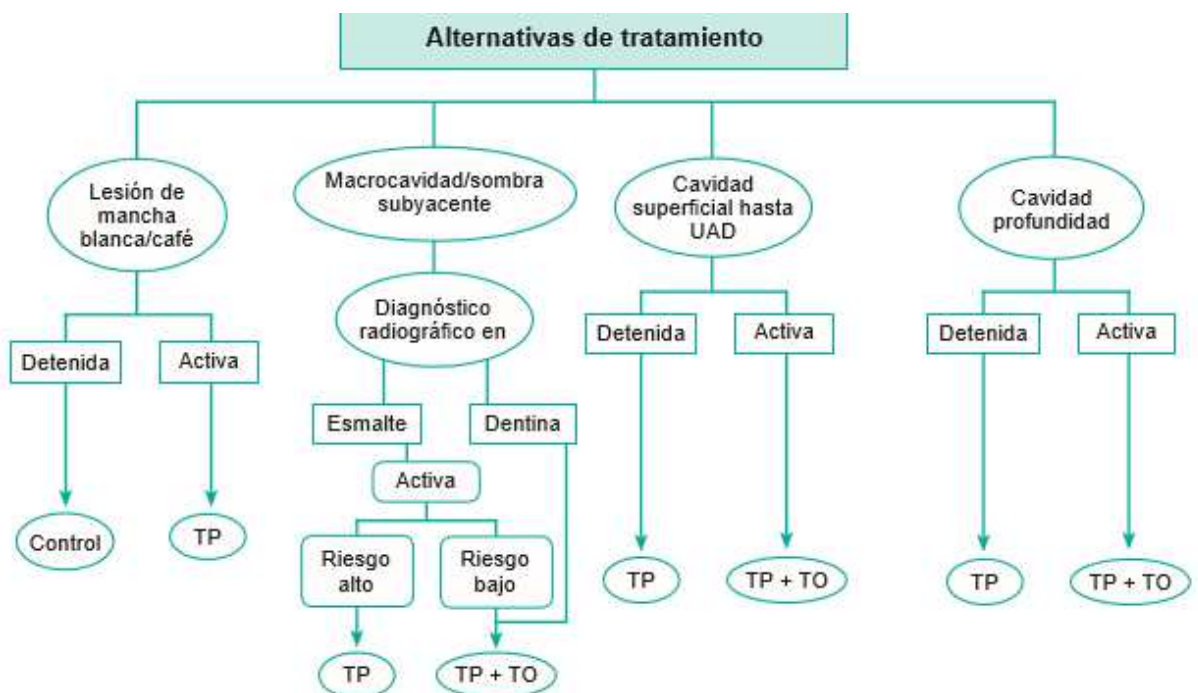 Alternativas de tratamiento
Lesión de
mancha
blanca/café
Macrocavidad/sombra
subyacente
Cavidad
superficial hasta
UAD
Cavidad
profundidad
Diagnóstico
radiográfico en
Detenida
Activa
Detenida
Activa
Detenida
Activa
Esmalte
Dentina
Activa
Control
TP
Riesgo
alto
Riesgo
bajo
TP
TP + TO
TP
TP + TO
TP
TP + TO